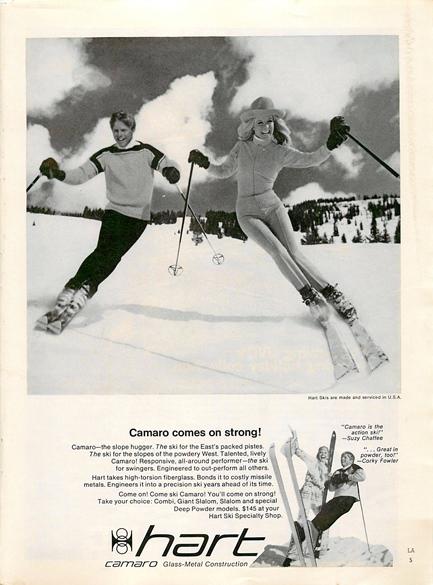 Hart Skis are made and serviced in U.S.A.
Camaro comes on strong!
Camaro—the slope hugger. The ski for the East's packed pistes.
The ski for the slopes of the powdery West. Talented, lively
Camaro! Responsive, all-around performer—the ski
for swingers. Engineered to out-perform all others.
Hart takes high-torsion fiberglass. Bonds it to costly missile
metals. Engineers it into a precision ski years ahead of its time.
Come on! Come ski Camaro! You'll come on strong!
Take your choice: Combi, Giant Slalom, Slalom and special
Deep Powder models. $145 at your
Hart Ski Specialty Shop.
"Camaro is the
action ski!"
—Suzy Chaffee
". . . Great in
powder, too!"
—Corky Fowler
hart
camaro Glass-Metal Construction
LA
5